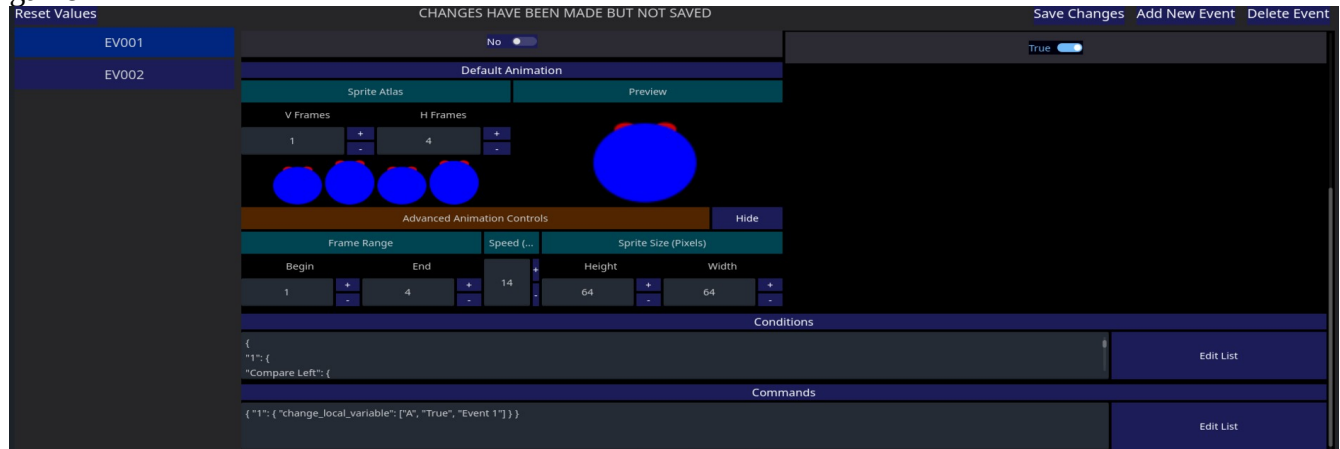 Reset Values CHANGES HAVE BEEN MADE BUT NOT SAVED Save Changes Add New Event Delete Event
EV001
EV002
No
True
Default Animation
Sprite Atlas Preview
V Frames H Frames
1 + - 4 + -
Advanced Animation Controls Hide
Frame Range Speed (... Sprite Size (Pixels)
Begin End Height Width
1 + - 4 + - 14 + - 64 + - 64 + -
Conditions
{
"1": {
"Compare Left": {
Edit List
Commands
{ "1": { "change_local_variable": ["A", "True", "Event 1"] } }
Edit List